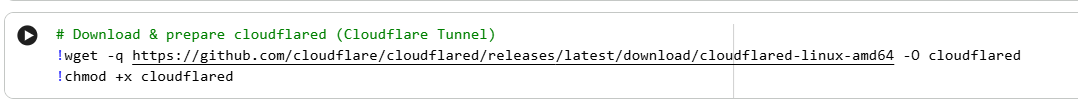 # Download & prepare cloudflared (Cloudflare Tunnel)
!wget -q https://github.com/cloudflare/cloudflared/releases/latest/download/cloudflared-linux-amd64 -O cloudflared
!chmod +x cloudflared